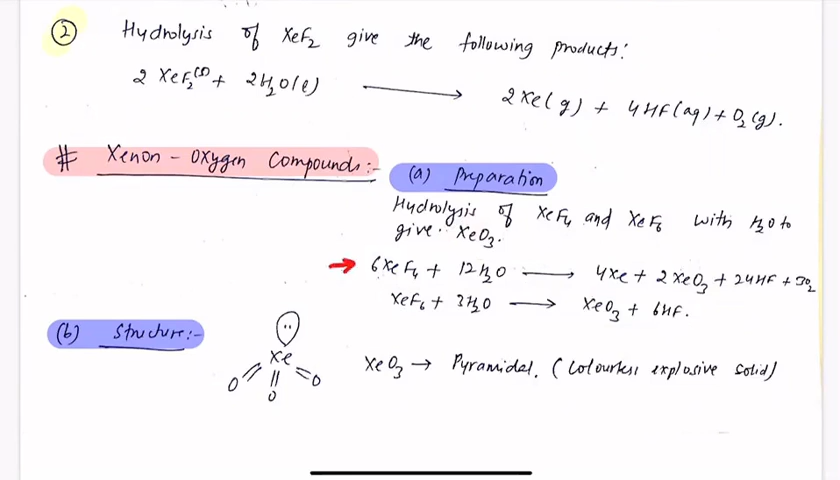 ② Hydrolysis of XeF₂ give the following products:
2 XeF₂(s) + 2H₂O(l) ⟶ 2Xe(g) + 4HF(aq) + O₂(g).
# Xenon - Oxygen Compounds:-
(a) Preparation
Hydrolysis of XeF₄ and XeF₆ with H₂O to
give XeO₃.
→ 6XeF₄ + 12H₂O ⟶ 4Xe + 2XeO₃ + 24HF + 3O₂
XeF₆ + 3H₂O ⟶ XeO₃ + 6HF.
(b) Structure:-
Xe
O O O
XeO₃ → Pyramidal. (Colourless explosive solid)